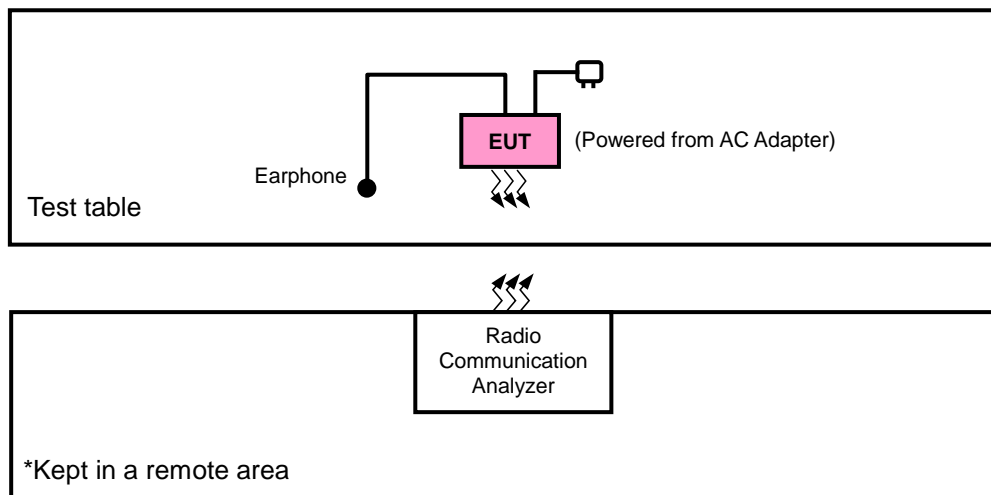 EUT
(Powered from AC Adapter)
Earphone
Test table
Radio
Communication
Analyzer
*Kept in a remote area